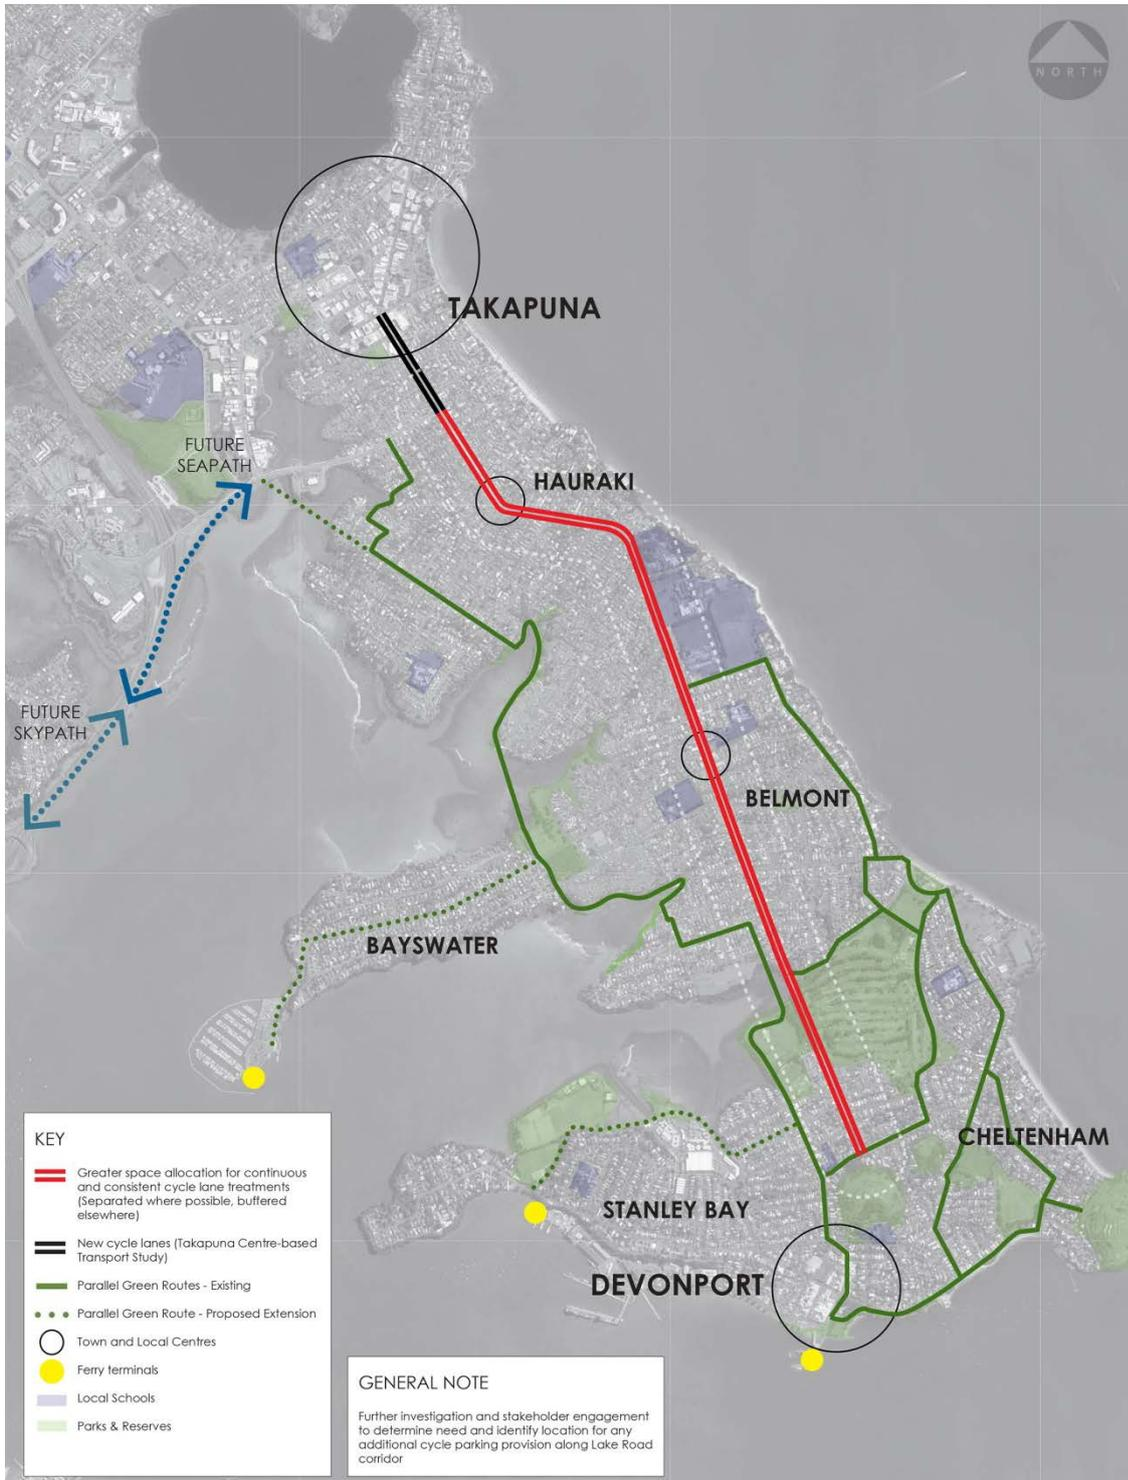 NORTH
TAKAPUNA
FUTURE
SEAPATH
HAURAKI
FUTURE
SKYPATH
BELMONT
BAYSWATER
CHELTENHAM
STANLEY BAY
DEVONPORT
KEY
Greater space allocation for continuous
and consistent cycle lane treatments
(Separated where possible, buffered
elsewhere)
New cycle lanes (Takapuna Centre-based
Transport Study)
Parallel Green Routes - Existing
Parallel Green Route - Proposed Extension
Town and Local Centres
Ferry terminals
Local Schools
Parks & Reserves
GENERAL NOTE
Further investigation and stakeholder engagement
to determine need and identify location for any
additional cycle parking provision along Lake Road
corridor